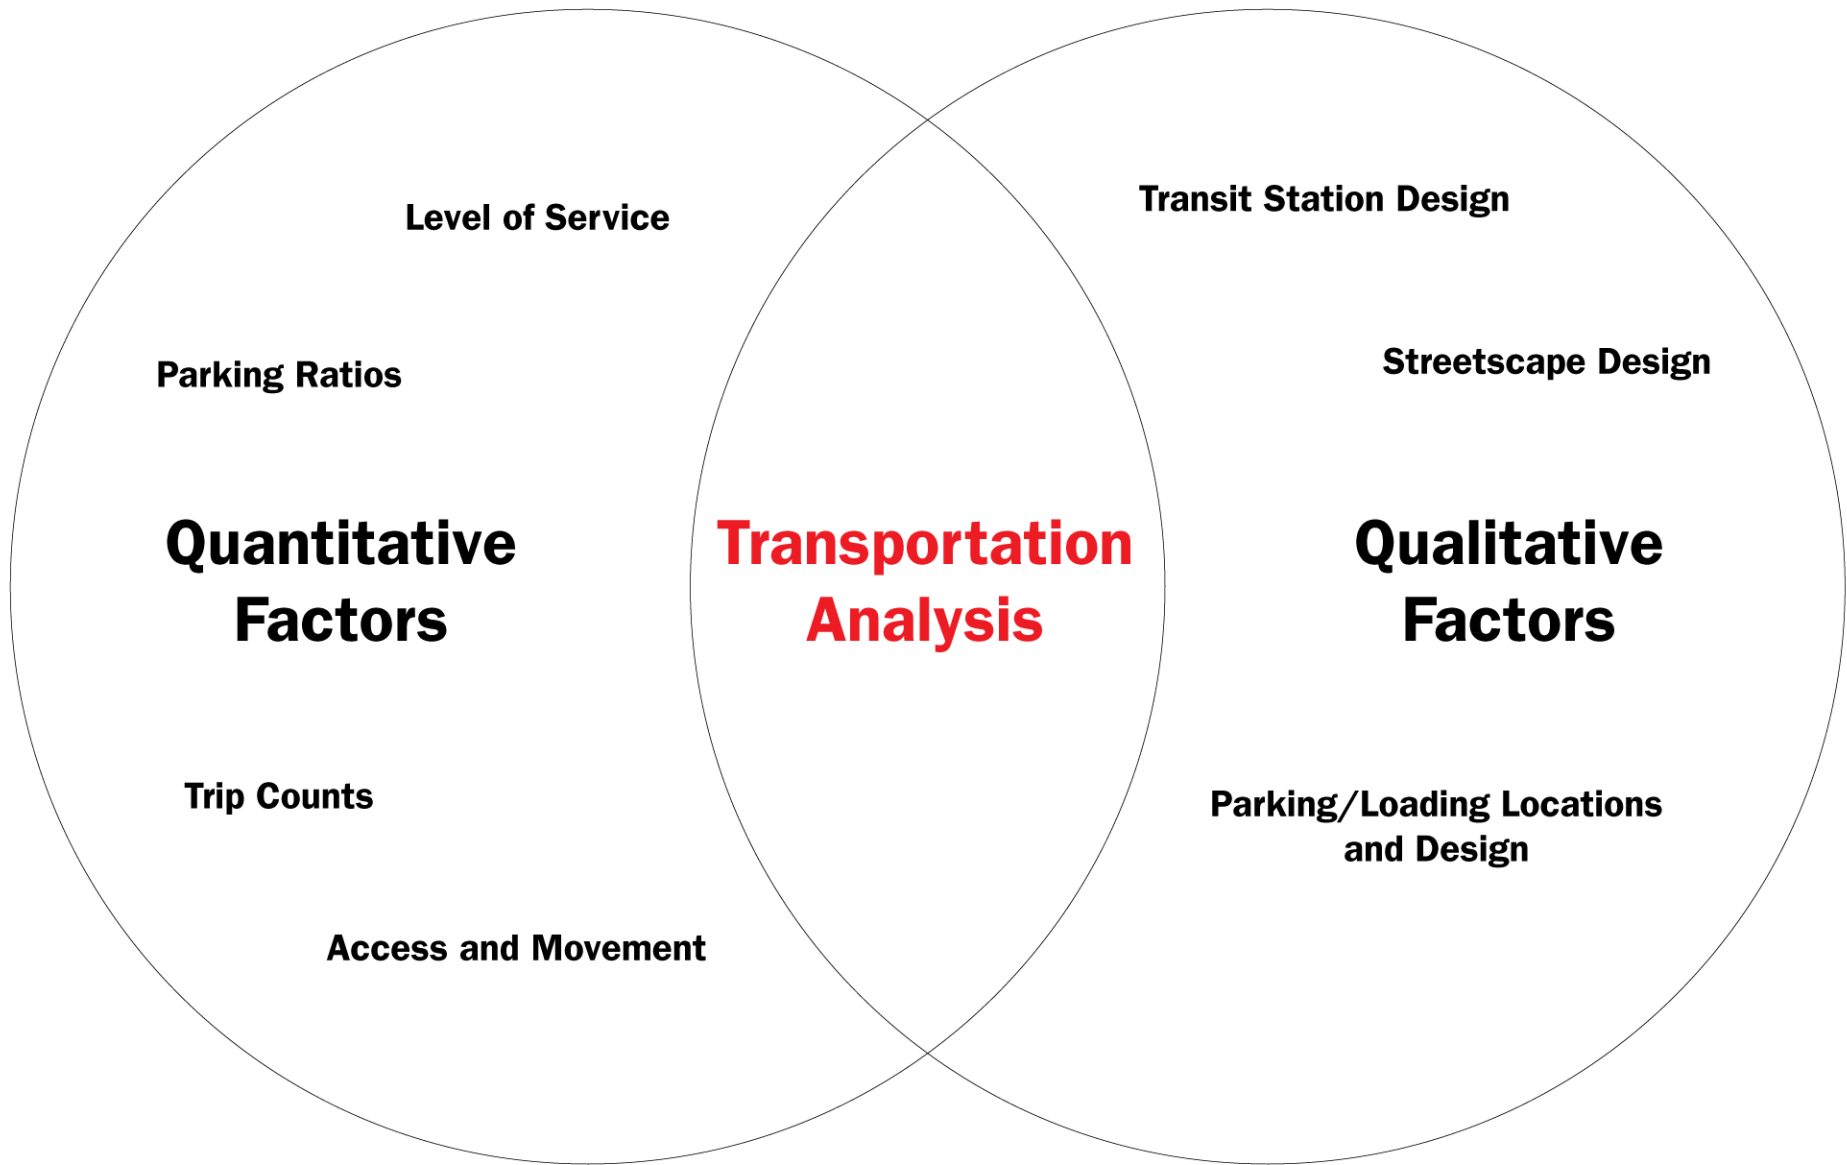 Level of Service
Parking Ratios
Quantitative
Factors
Trip Counts
Access and Movement
Transportation
Analysis
Transit Station Design
Streetscape Design
Qualitative
Factors
Parking/Loading Locations
and Design